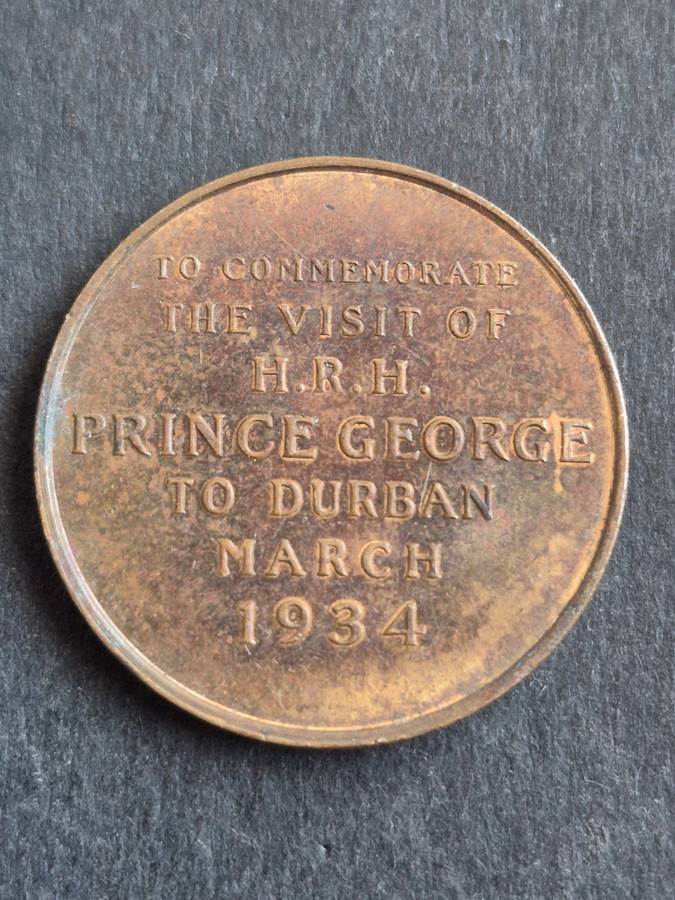 TO COMMEMORATE
THE VISIT OF
H.R.H.
PRINCE GEORGE
TO DURBAN
MARCH
1934